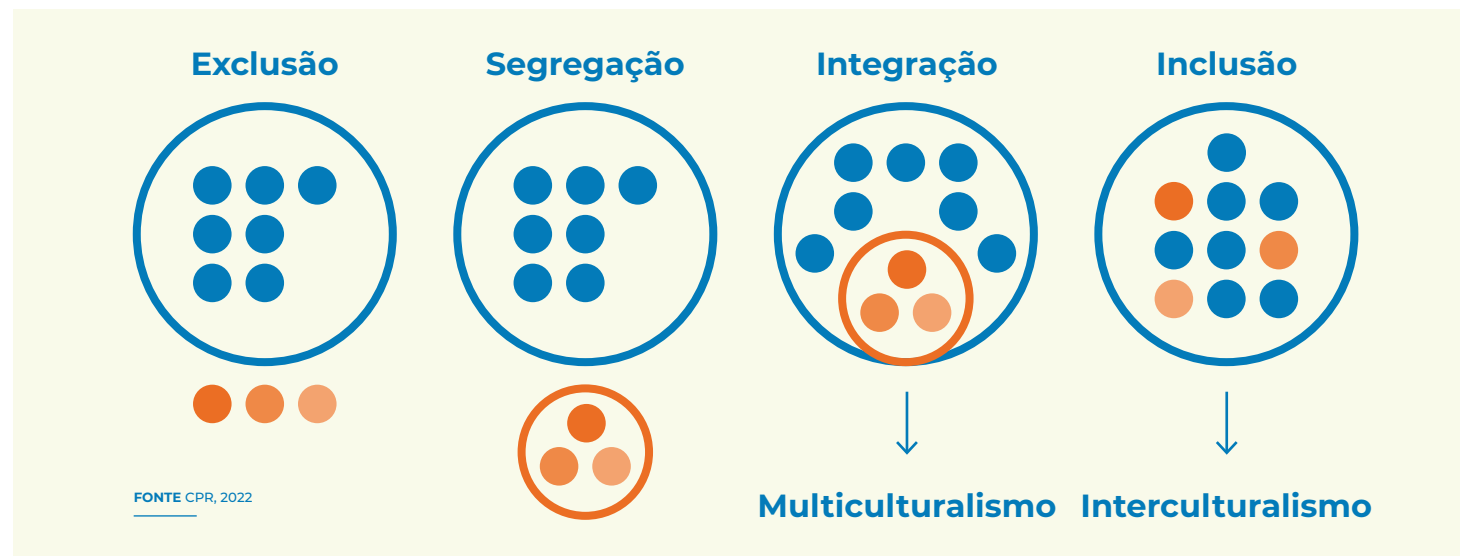 Exclusão
Segregação
Integração
Inclusão
Multiculturalismo
Interculturalismo
FONTE CPR, 2022